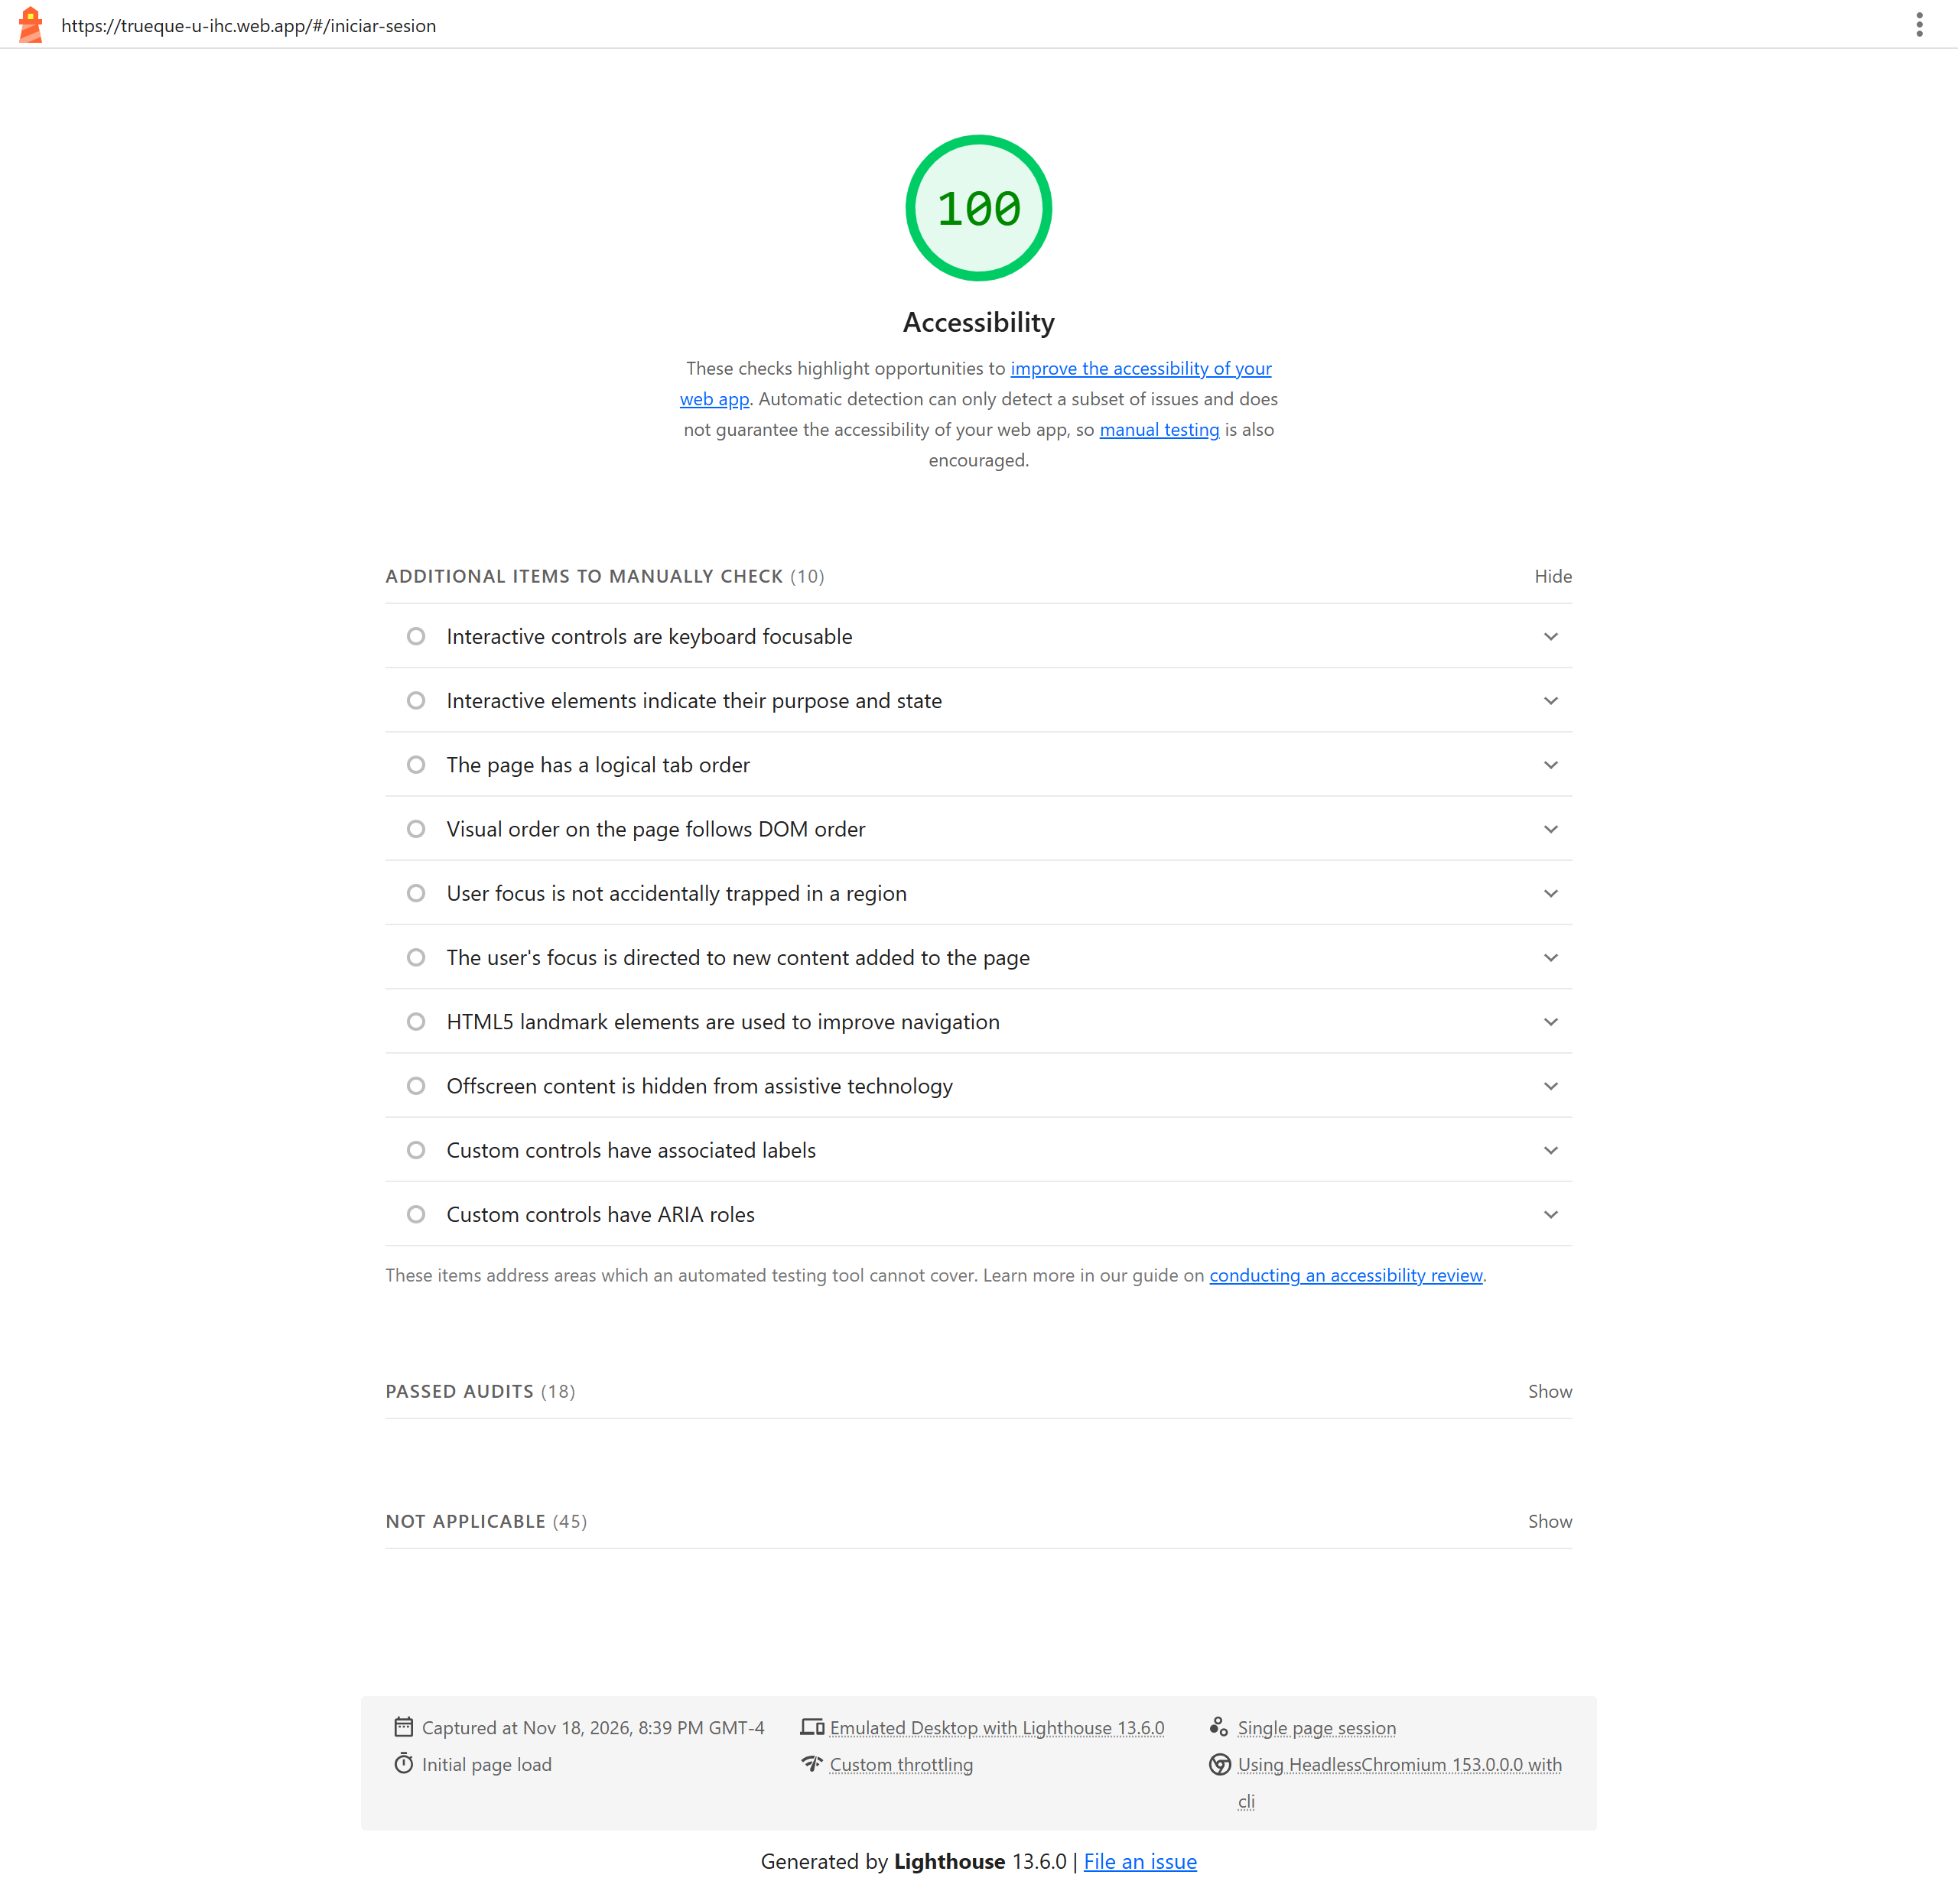 https://trueque-u-ihc.web.app/#/iniciar-sesion
100
Accessibility
These checks highlight opportunities to improve the accessibility of your
web app. Automatic detection can only detect a subset of issues and does
not guarantee the accessibility of your web app, so manual testing is also
encouraged.
ADDITIONAL ITEMS TO MANUALLY CHECK (10) Hide
Interactive controls are keyboard focusable
Interactive elements indicate their purpose and state
The page has a logical tab order
Visual order on the page follows DOM order
User focus is not accidentally trapped in a region
The user's focus is directed to new content added to the page
HTML5 landmark elements are used to improve navigation
Offscreen content is hidden from assistive technology
Custom controls have associated labels
Custom controls have ARIA roles
These items address areas which an automated testing tool cannot cover. Learn more in our guide on conducting an accessibility review.
PASSED AUDITS (18) Show
NOT APPLICABLE (45) Show
Captured at Nov 18, 2026, 8:39 PM GMT-4
Emulated Desktop with Lighthouse 13.6.0
Single page session
Initial page load
Custom throttling
Using HeadlessChromium 153.0.0.0 with
cli
Generated by Lighthouse 13.6.0 | File an issue